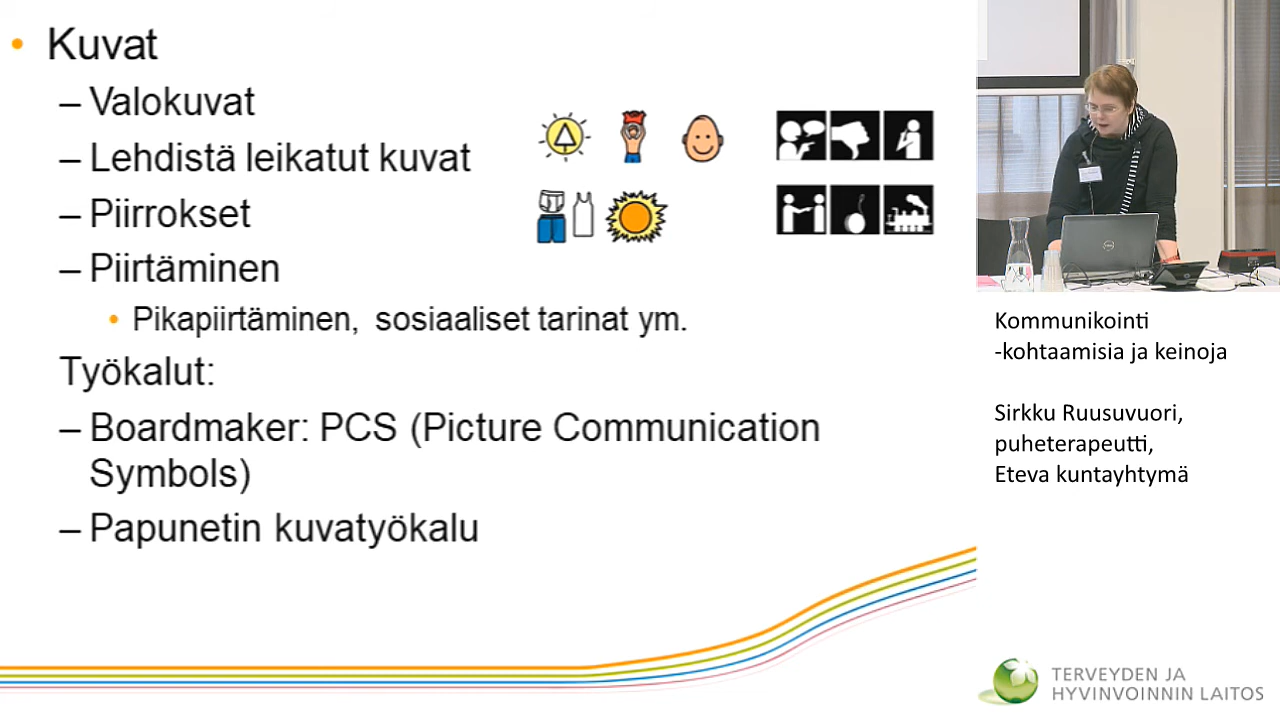 Kuvat
– Valokuvat
– Lehdistä leikatut kuvat
– Piirrokset
– Piirtäminen
Pikapiirtäminen, sosiaaliset tarinat ym.
Työkalut:
– Boardmaker: PCS (Picture Communication
Symbols)
– Papunetin kuvatyökalu
Kommunikointi
-kohtaamisia ja keinoja
Sirkku Ruusuvuori,
puheterapeutti,
Eteva kuntayhtymä
TERVEYDEN JA
HYVINVOINNIN LAITOS